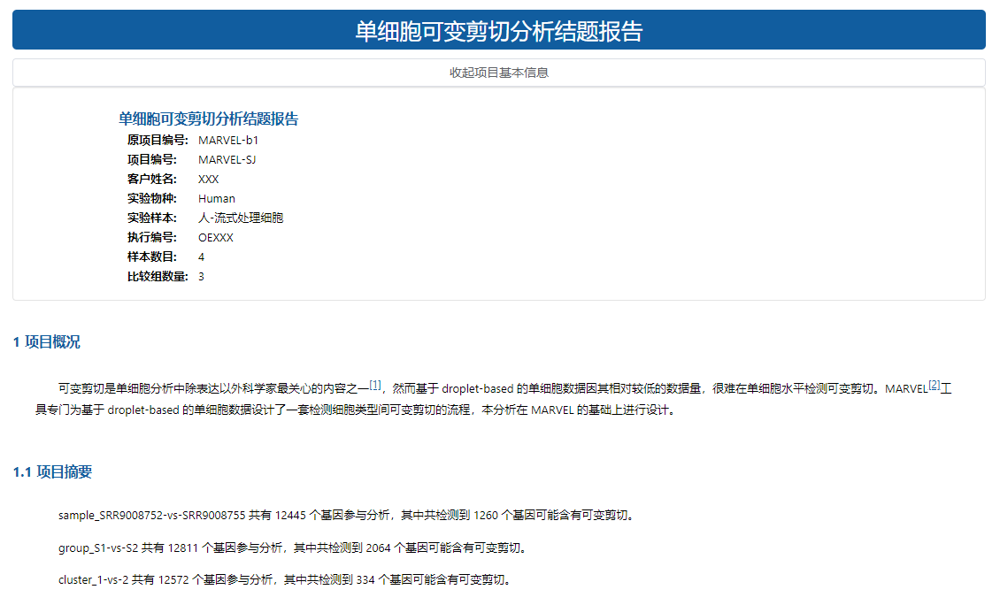 单细胞可变剪切分析结题报告
收起项目基本信息
单细胞可变剪切分析结题报告
原项目编号: MARVEL-b1
项目编号: MARVEL-SJ
客户姓名: XXX
实验物种: Human
实验样本: 人-流式处理细胞
执行编号: OEXXX
样本数目: 4
比较组数量: 3
1 项目概况
可变剪切是单细胞分析中除表达以外科学家最关心的内容之一[1]，然而基于 droplet-based 的单细胞数据因其相对较低的数据量，很难在单细胞水平检测可变剪切。MARVEL[2]工
具专门为基于 droplet-based 的单细胞数据设计了一套检测细胞类型间可变剪切的流程，本分析在 MARVEL 的基础上进行设计。
1.1 项目摘要
sample_SRR9008752-vs-SRR9008755 共有 12445 个基因参与分析，其中共检测到 1260 个基因可能含有可变剪切。
group_S1-vs-S2 共有 12811 个基因参与分析，其中共检测到 2064 个基因可能含有可变剪切。
cluster_1-vs-2 共有 12572 个基因参与分析，其中共检测到 334 个基因可能含有可变剪切。